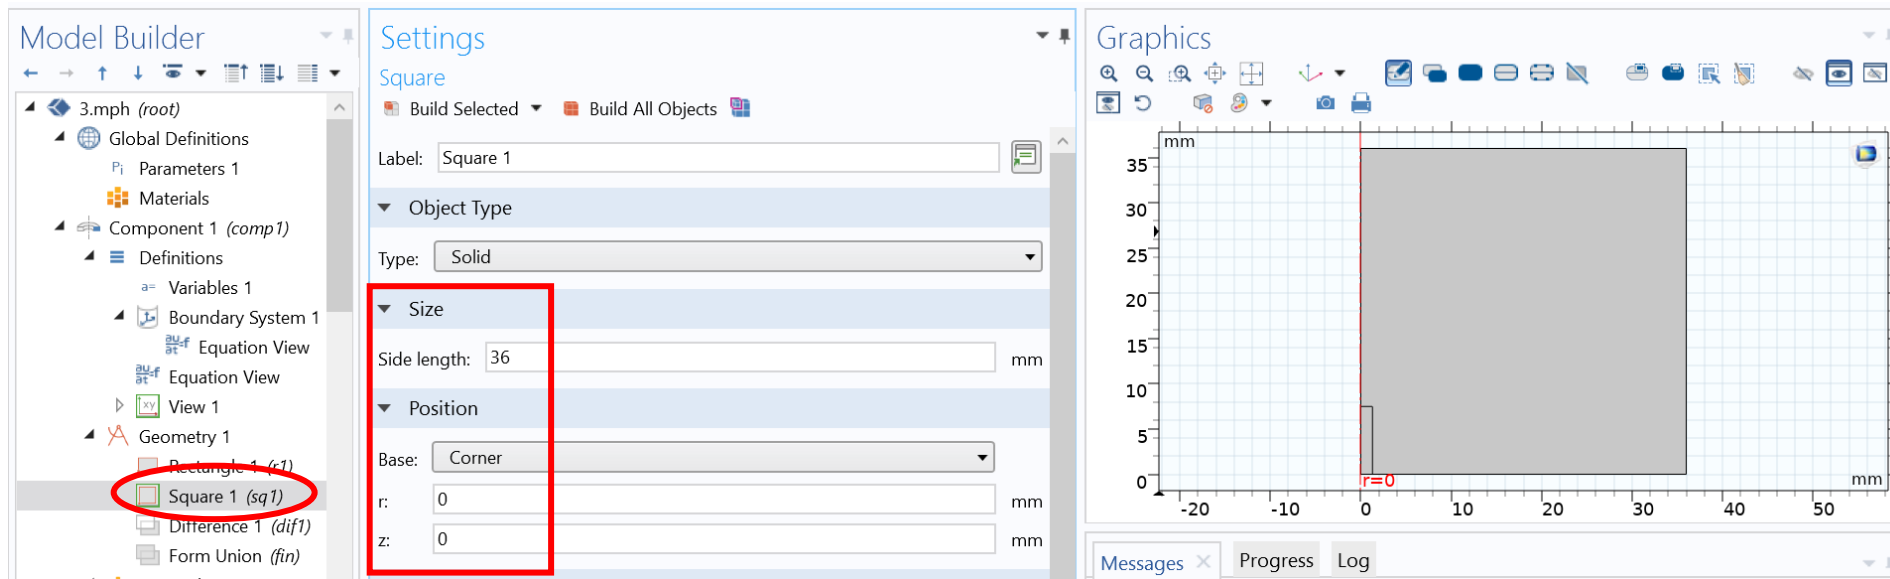 Model Builder
3.mph (root)
Global Definitions
Pi Parameters 1
Materials
Component 1 (comp1)
Definitions
a= Variables 1
Boundary System 1
Equation View
Equation View
xy View 1
Geometry 1
Rectangle 1 (r1)
Square 1 (sq1)
Difference 1 (dif1)
Form Union (fin)
Settings
Square
Build Selected
Build All Objects
Label: Square 1
Object Type
Type: Solid
Size
Side length: 36 mm
Position
Base: Corner
r: 0 mm
z: 0 mm
Graphics
mm
35
30
25
20
15
10
5
0
r=0
mm
-20 -10 0 10 20 30 40 50
Messages Progress Log